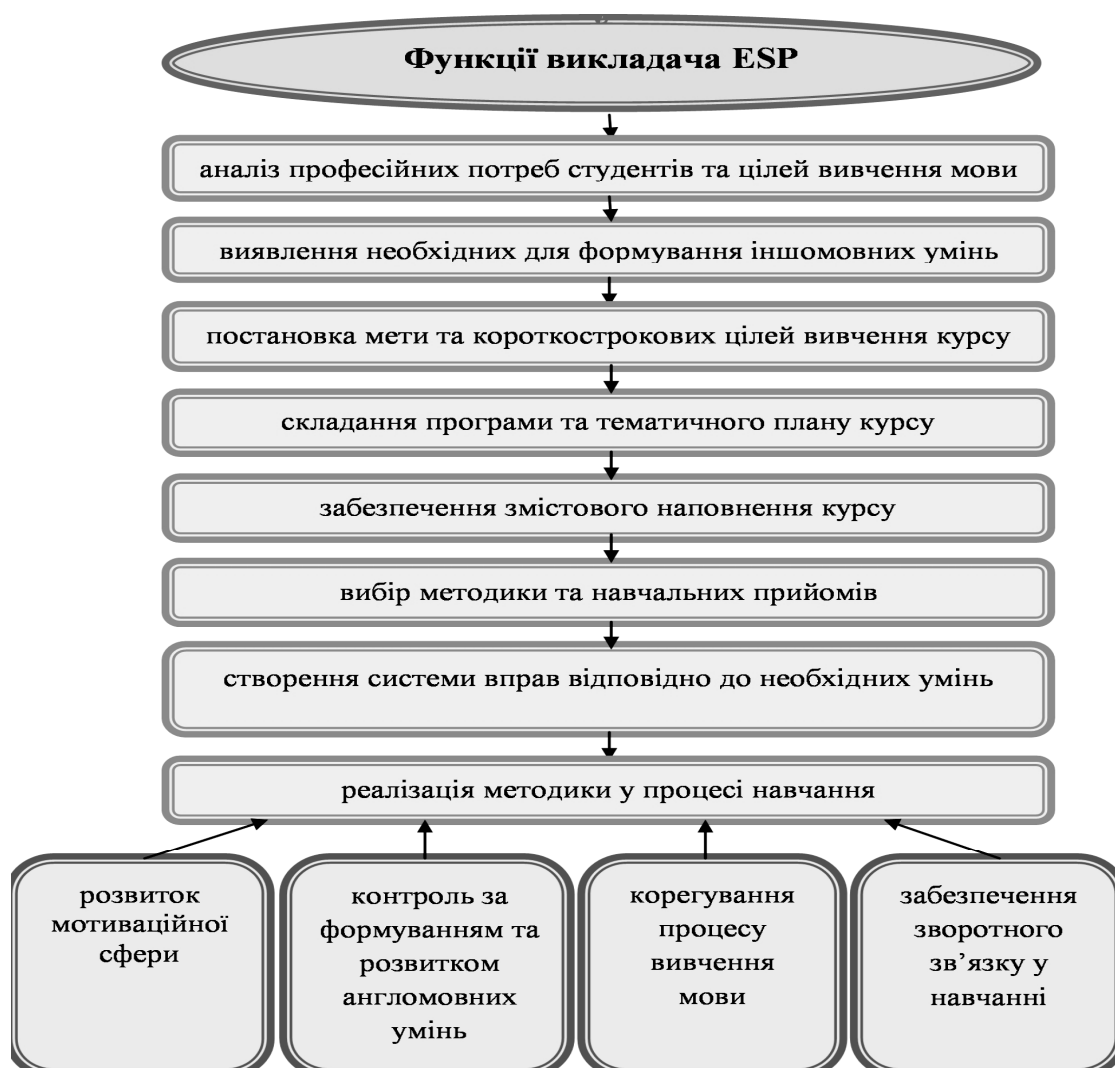 Функції викладача ESP
аналіз професійних потреб студентів та цілей вивчення мови
виявлення необхідних для формування іншомовних умінь
постановка мети та короткострокових цілей вивчення курсу
складання програми та тематичного плану курсу
забезпечення змістового наповнення курсу
вибір методики та навчальних прийомів
створення системи вправ відповідно до необхідних умінь
реалізація методики у процесі навчання
розвиток
мотиваційної
сфери
контроль за
формуванням та
розвитком
англомовних
умінь
корегування
процесу
вивчення
мови
забезпечення
зворотного
зв’язку у
навчанні